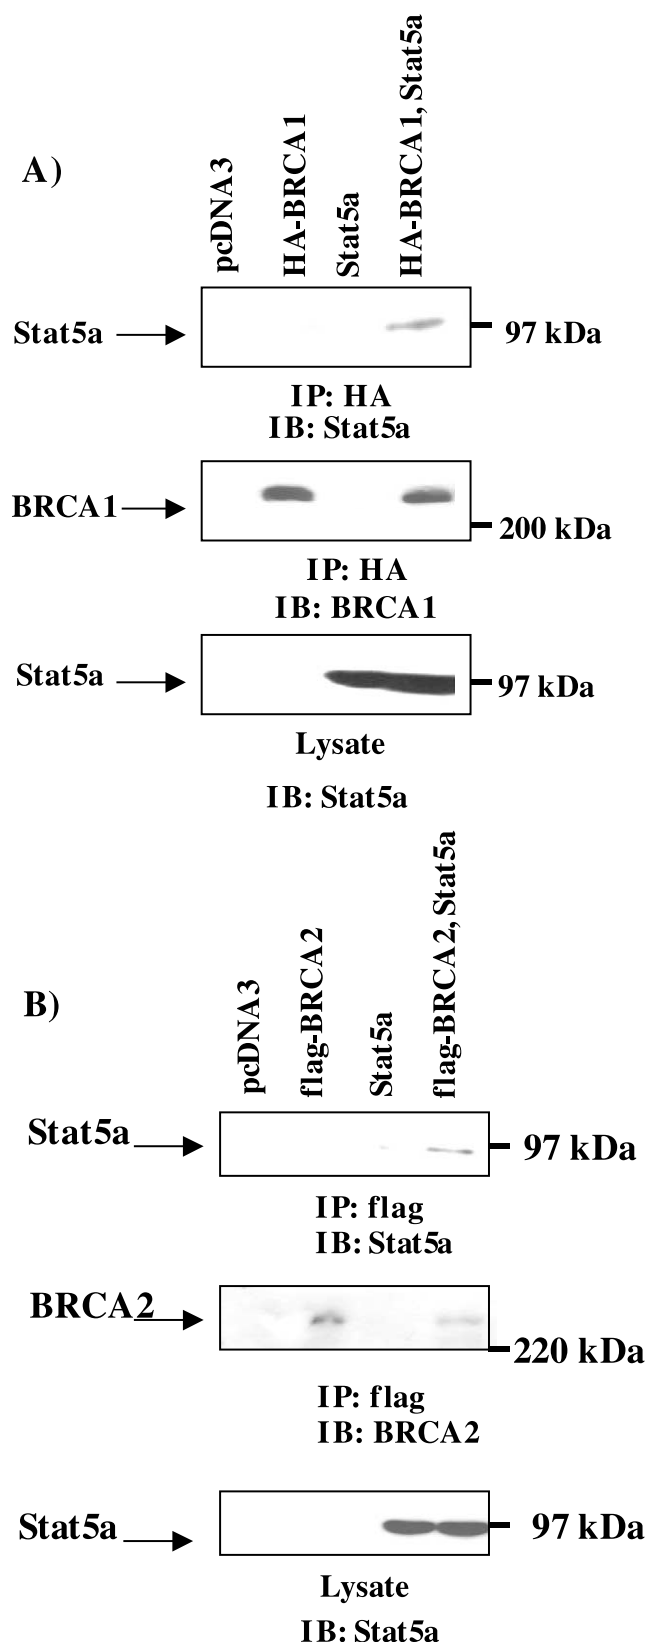 A)
pcDNA3
HA-BRCA1
Stat5a
HA-BRCA1, Stat5a
Stat5a
97 kDa
IP: HA
IB: Stat5a
BRCA1
200 kDa
IP: HA
IB: BRCA1
Stat5a
97 kDa
Lysate
IB: Stat5a
B)
pcDNA3
flag-BRCA2
Stat5a
flag-BRCA2, Stat5a
Stat5a
97 kDa
IP: flag
IB: Stat5a
BRCA2
220 kDa
IP: flag
IB: BRCA2
Stat5a
97 kDa
Lysate
IB: Stat5a